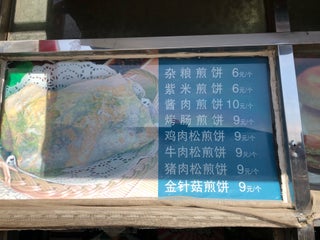 杂粮煎饼 6元/个
紫米煎饼 6元/个
酱肉煎饼 10元/个
烤肠煎饼 9元/个
鸡肉松煎饼 9元/个
牛肉松煎饼 9元/个
猪肉松煎饼 9元/个
金针菇煎饼 9元/个